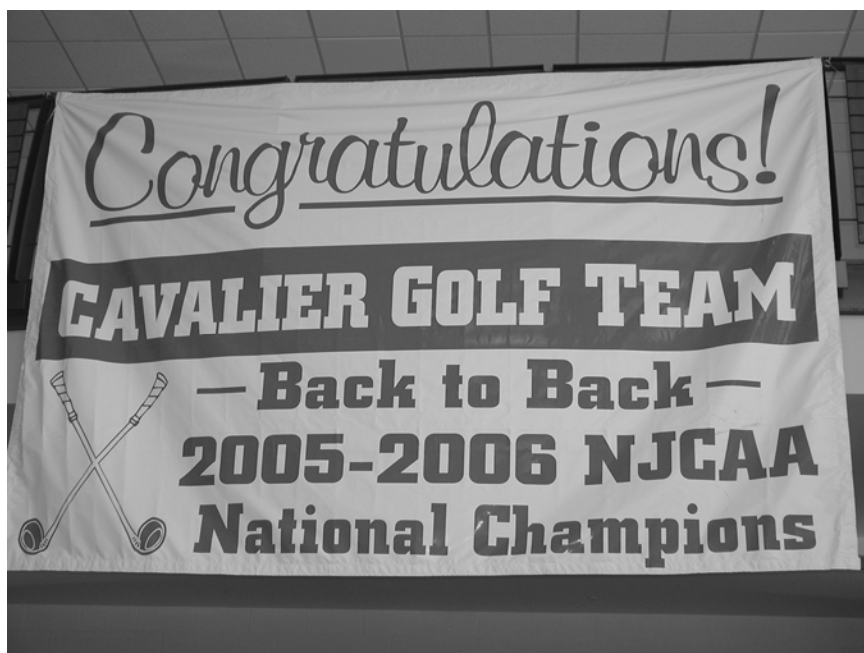 Congratulations!
CAVALIER GOLF TEAM
— Back to Back —
2005-2006 NJCAA
National Champions